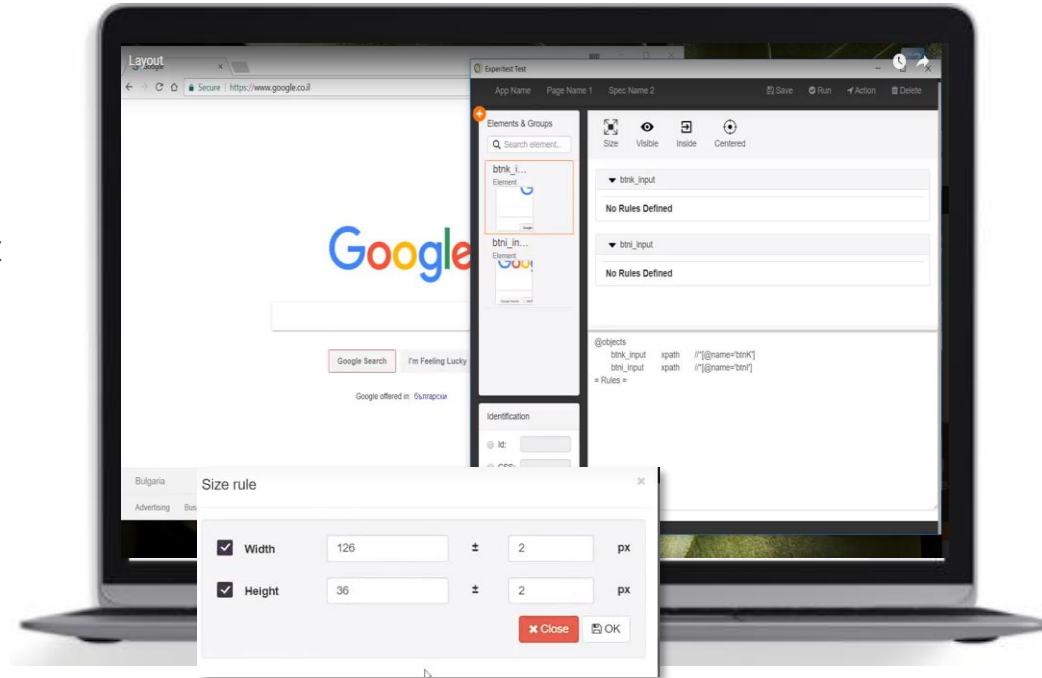 Layout
Google
Secure | https://www.google.co.il
Google
Google Search
I'm Feeling Lucky
Google offered in: български
Bulgaria
Advertising
Experitest Test
App Name Page Name 1 Spec Name 2 Save Run Action Delete
Elements & Groups
Search element..
btnk_i...
Element
btni_in...
Element
Size Visible Inside Centered
btnk_input
No Rules Defined
btni_input
No Rules Defined
@objects
btnk_input xpath //*[@name='btnK']
btni_input xpath //*[@name='btnI']
= Rules =
Identification
Id:
CSS:
Size rule
Width 126 ± 2 px
Height 36 ± 2 px
Close OK